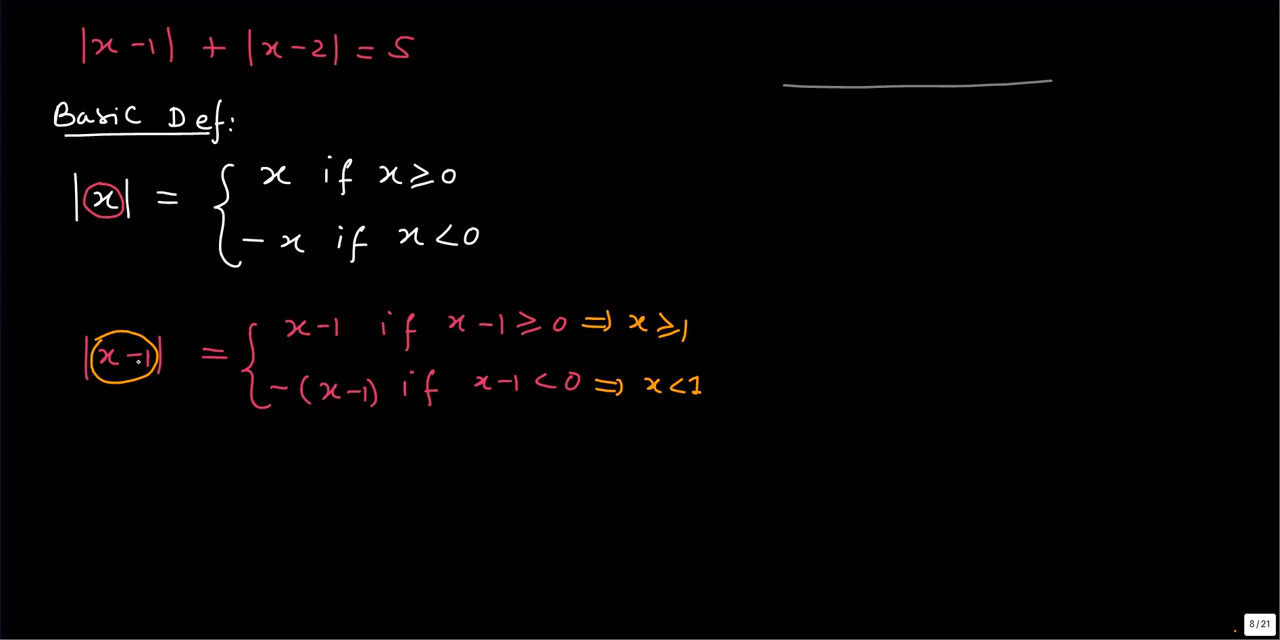 |x-1| + |x-2| = 5
Basic Def:
|x| = { x if x ≥ 0
-x if x < 0
|x-1| = { x-1 if x-1 ≥ 0 ⇒ x ≥ 1
-(x-1) if x-1 < 0 ⇒ x < 1
8/21